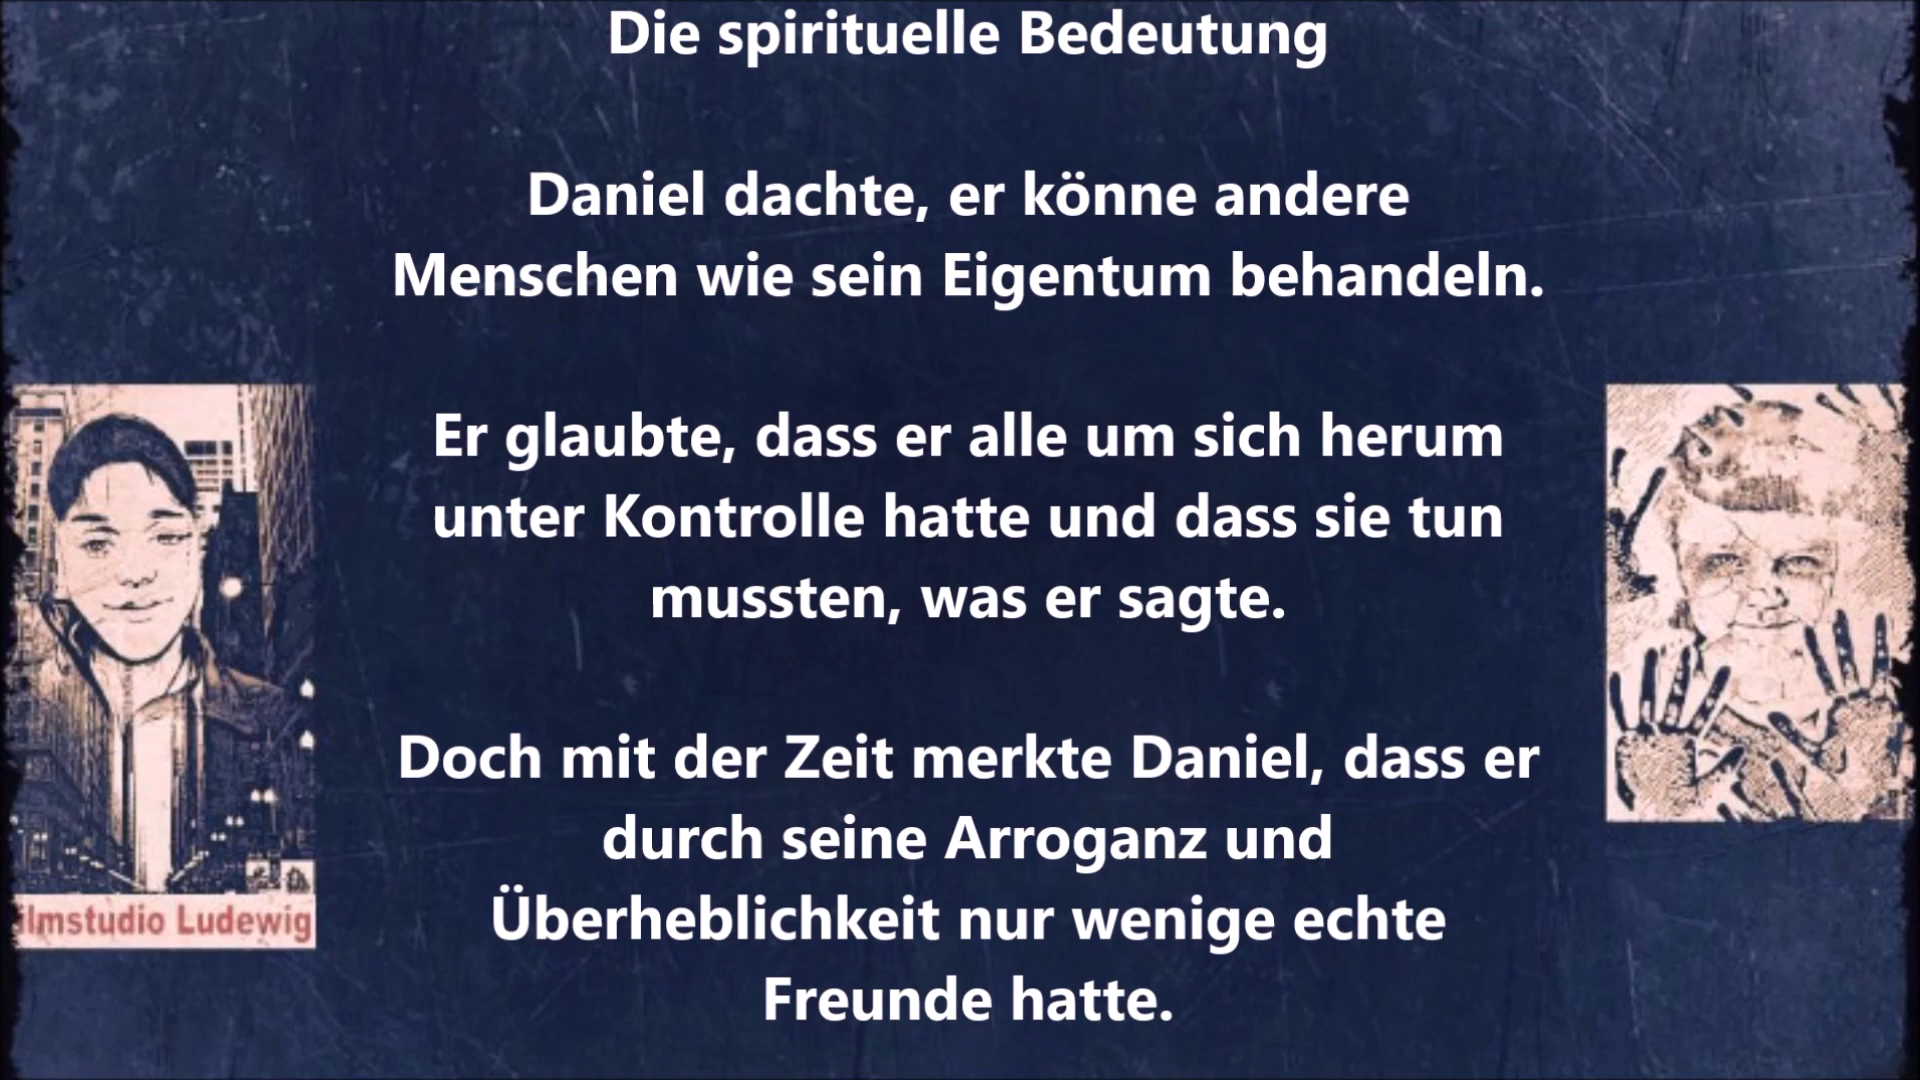 Die spirituelle Bedeutung
Daniel dachte, er könne andere
Menschen wie sein Eigentum behandeln.
Er glaubte, dass er alle um sich herum
unter Kontrolle hatte und dass sie tun
mussten, was er sagte.
Doch mit der Zeit merkte Daniel, dass er
durch seine Arroganz und
Überheblichkeit nur wenige echte
Freunde hatte.
ilmstudio Ludewig